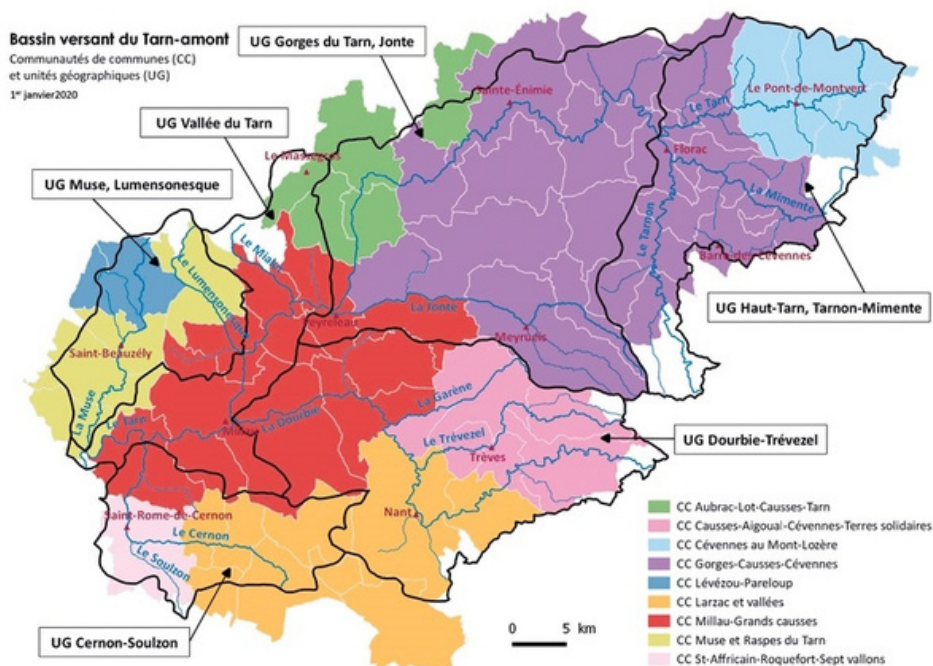 Bassin versant du Tarn-amont
Communautés de communes (CC)
et unités géographiques (UG)
1er janvier2020
UG Gorges du Tarn, Jonte
UG Vallée du Tarn
UG Muse, Lumensonesque
Sainte-Énimie
Le Pont-de-Montvert
Le Tarn
Le Massegros
Florac
La Mimente
Le Tarnon
Barre-des-Cévennes
Le Mialet
Le Lumensonesque
UG Haut-Tarn, Tarnon-Mimente
La Jonte
Peyreleau
Meyrueis
Saint-Beauzély
La Muse
La Garène
Le Tarn
Millau
La Dourbie
Le Trévezel
UG Dourbie-Trévezel
Trèves
Nant
Saint-Rome-de-Cernon
Le Cernon
Le Soulzon
UG Cernon-Soulzon
0 5 km
CC Aubrac-Lot-Causses-Tarn
CC Causses-Aigoual-Cévennes-Terres solidaires
CC Cévennes au Mont-Lozère
CC Gorges-Causses-Cévennes
CC Lévézou-Pareloup
CC Larzac et vallées
CC Millau-Grands causses
CC Muse et Raspes du Tarn
CC St-Affricain-Roquefort-Sept vallons